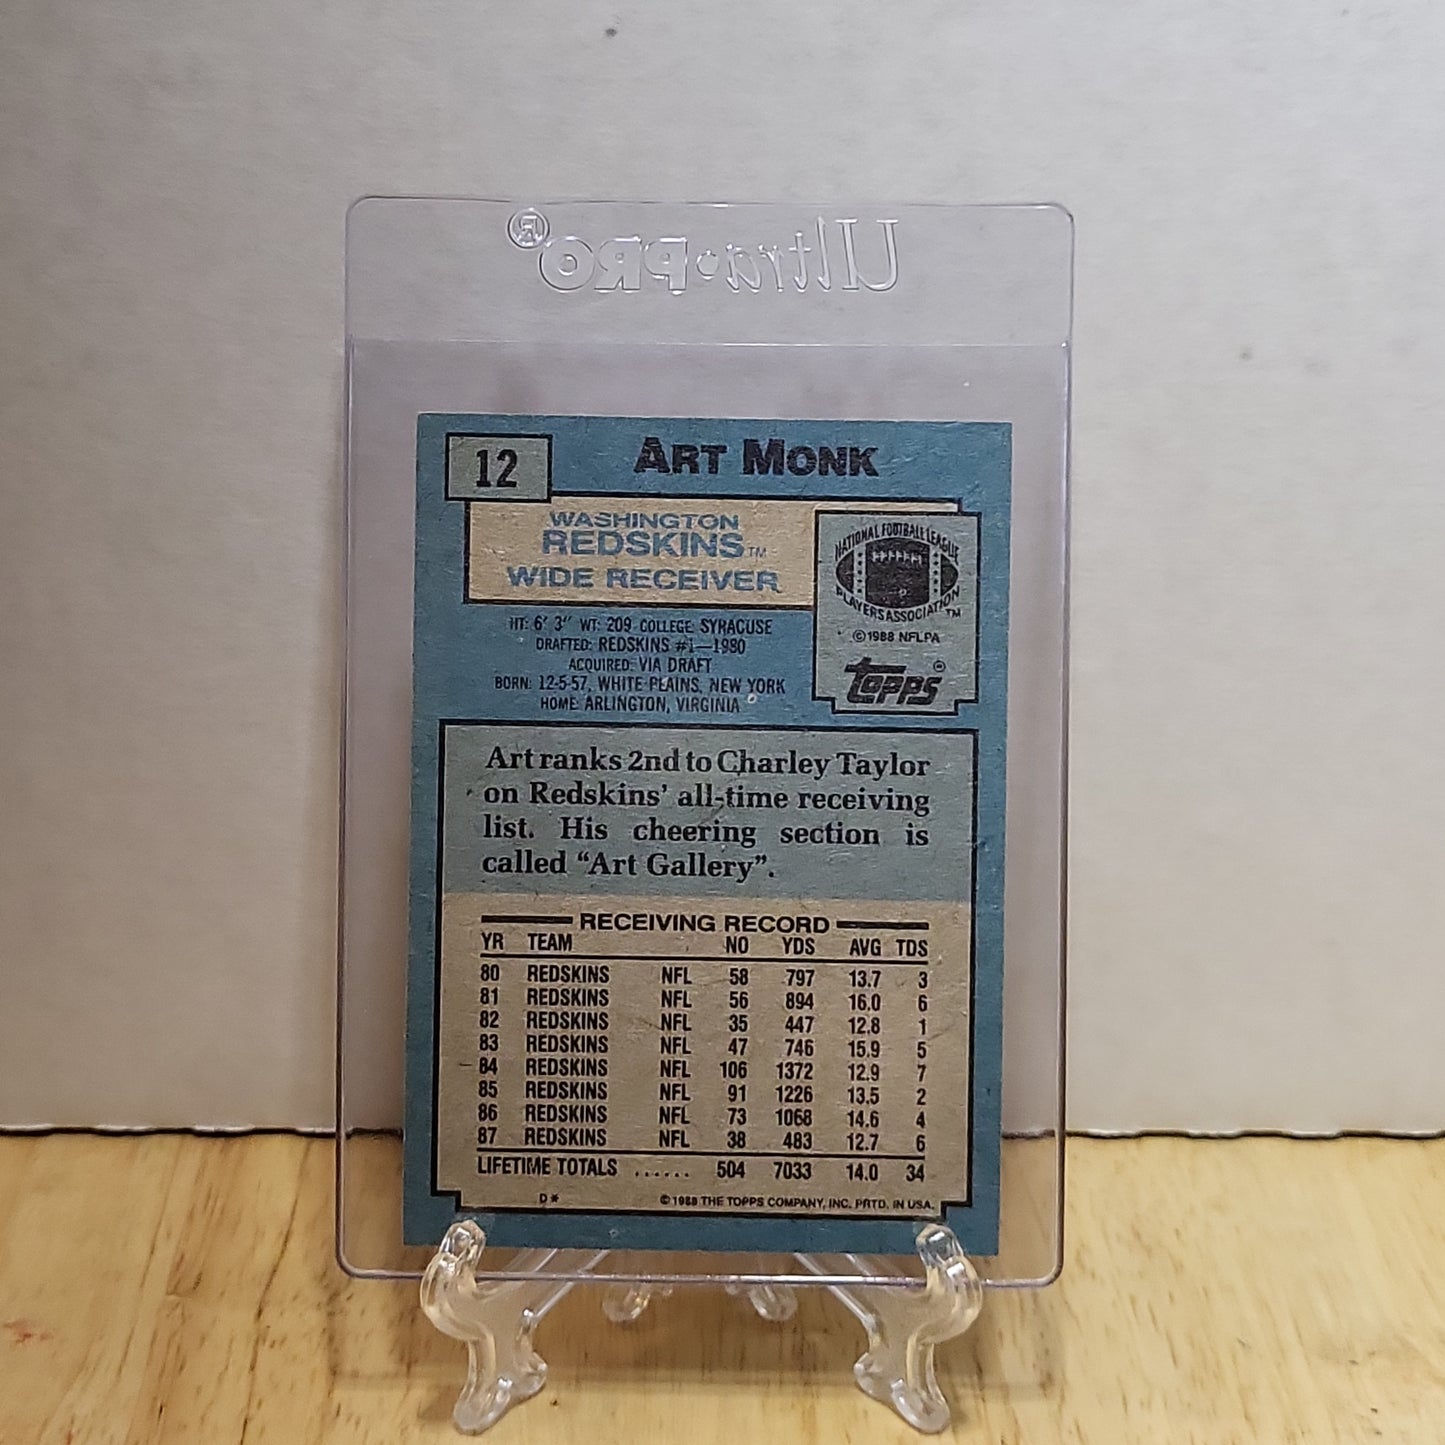 Ultra·PRO®
12
ART MONK
WASHINGTON
REDSKINS™
WIDE RECEIVER
NATIONAL FOOTBALL LEAGUE
PLAYERS ASSOCIATION™
©1988 NFLPA
TOPPS®
HT: 6' 3" WT: 209 COLLEGE: SYRACUSE
DRAFTED: REDSKINS #1—1980
ACQUIRED: VIA DRAFT
BORN: 12-5-57, WHITE PLAINS, NEW YORK
HOME: ARLINGTON, VIRGINIA
Art ranks 2nd to Charley Taylor
on Redskins' all-time receiving
list. His cheering section is
called “Art Gallery”.
RECEIVING RECORD
YR TEAM NO YDS AVG TDS
80 REDSKINS NFL 58 797 13.7 3
81 REDSKINS NFL 56 894 16.0 6
82 REDSKINS NFL 35 447 12.8 1
83 REDSKINS NFL 47 746 15.9 5
84 REDSKINS NFL 106 1372 12.9 7
85 REDSKINS NFL 91 1226 13.5 2
86 REDSKINS NFL 73 1068 14.6 4
87 REDSKINS NFL 38 483 12.7 6
LIFETIME TOTALS ...... 504 7033 14.0 34
D* ©1988 THE TOPPS COMPANY, INC. PRTD. IN USA.